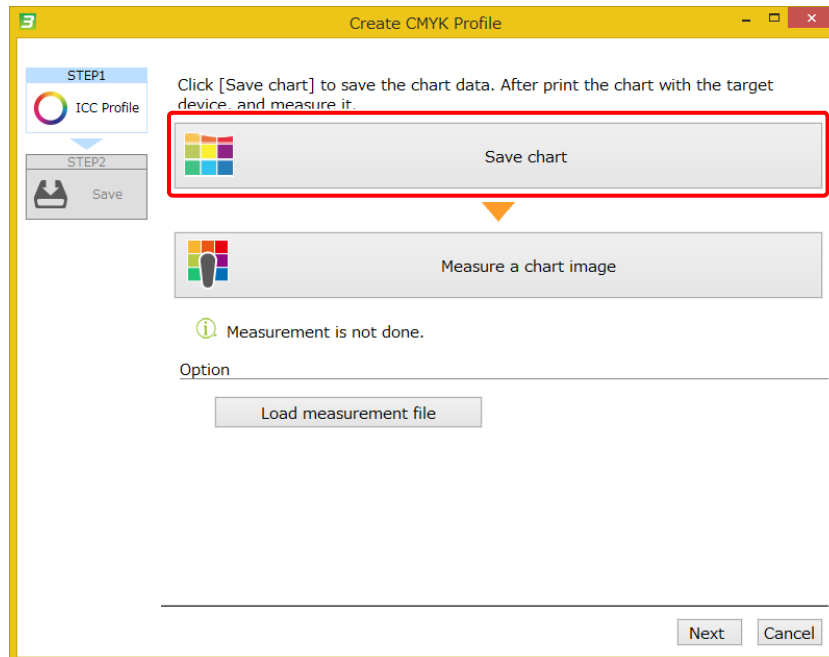 3
Create CMYK Profile
STEP1
ICC Profile
STEP2
Save
Click [Save chart] to save the chart data. After print the chart with the target
device, and measure it.
Save chart
Measure a chart image
Measurement is not done.
Option
Load measurement file
Next
Cancel